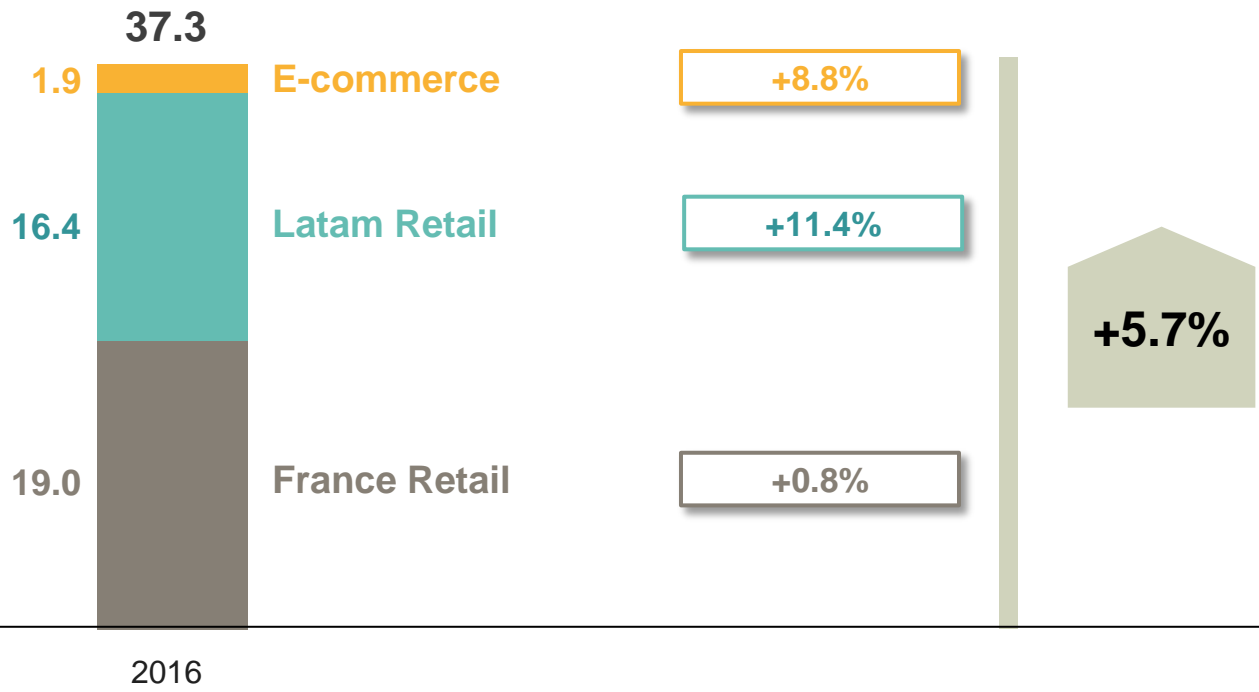 37.3
1.9 E-commerce +8.8%
16.4 Latam Retail +11.4%
+5.7%
19.0 France Retail +0.8%
2016